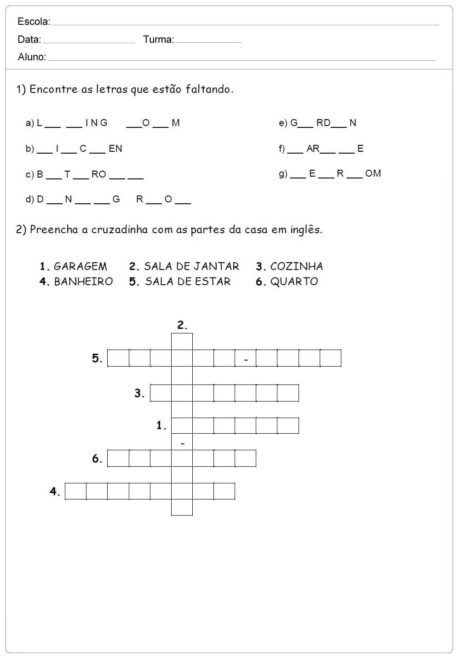 Escola:
Data: Turma:
Aluno:
1) Encontre as letras que estão faltando.
a) L___ ___ I N G ___O ___ M
e) G___ RD___ N
b) ___ I ___ C ___ EN
f) ___ AR___ ___ E
c) B ___ T ___ RO ___ ___
g) ___ E ___ R ___ OM
d) D ___ N ___ ___ G R ___ O ___
2) Preencha a cruzadinha com as partes da casa em inglês.
1. GARAGEM 2. SALA DE JANTAR 3. COZINHA
4. BANHEIRO 5. SALA DE ESTAR 6. QUARTO
2.
5. -
3.
1.
-
6.
4.